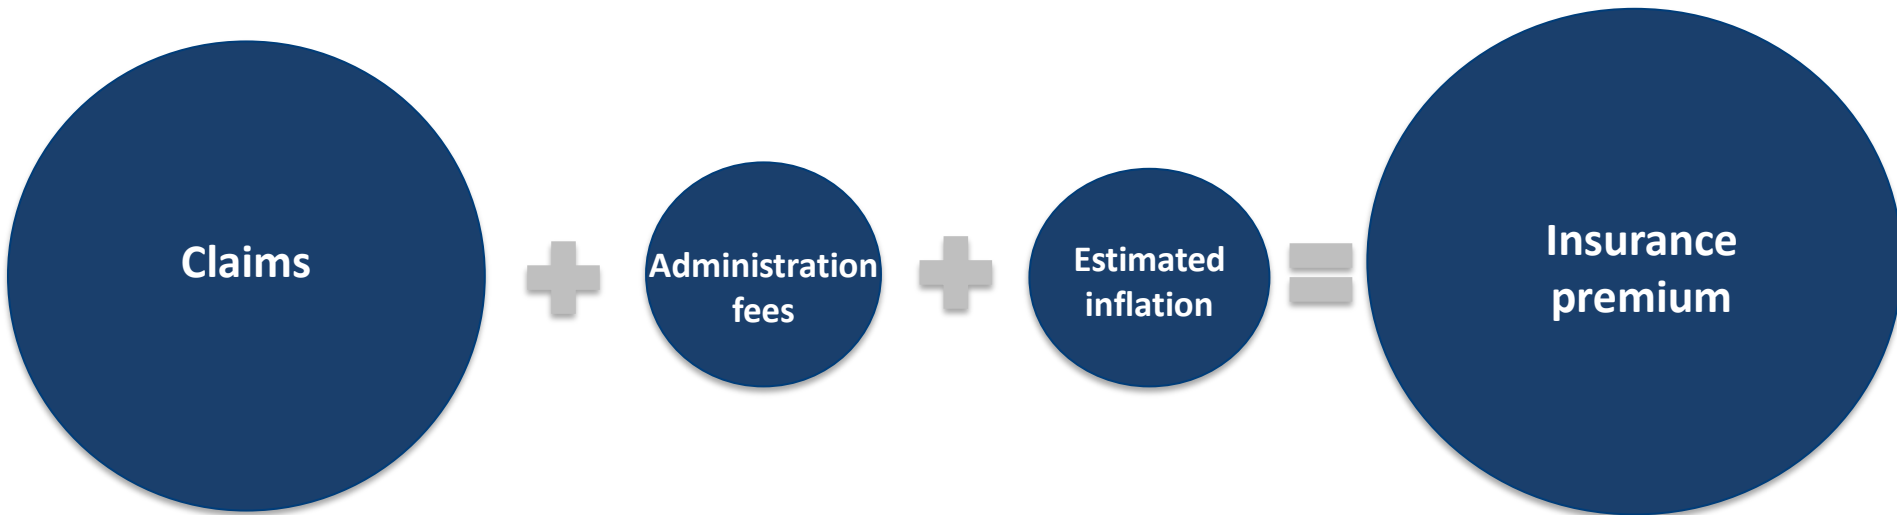 Claims
Administration
fees
Estimated
inflation
Insurance
premium